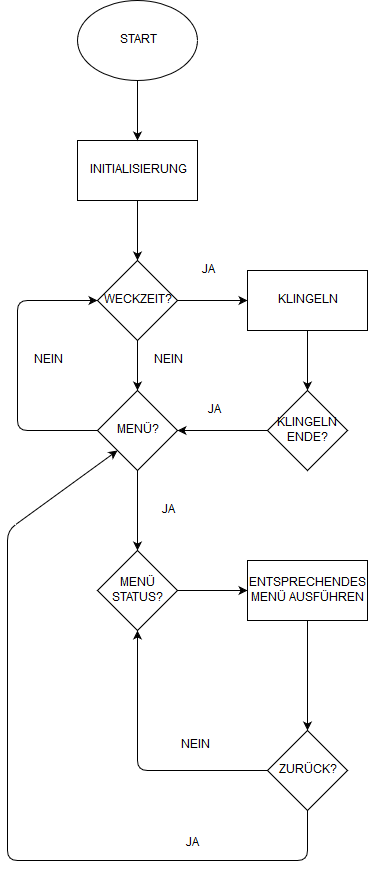 START
INITIALISIERUNG
JA
WECKZEIT?
KLINGELN
NEIN
NEIN
JA
KLINGELN
ENDE?
MENÜ?
JA
MENÜ
STATUS?
ENTSPRECHENDES
MENÜ AUSFÜHREN
NEIN
ZURÜCK?
JA